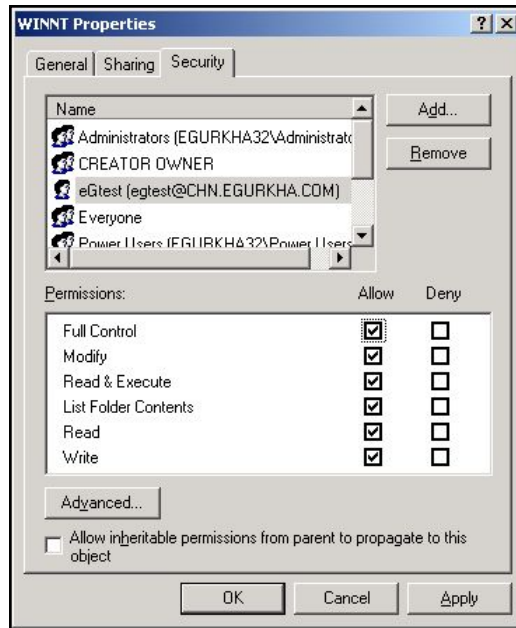 WINNT Properties
General Sharing Security
Name
Administrators (EGURKHA32\Administrato
CREATOR OWNER
eGtest (egtest@CHN.EGURKHA.COM)
Everyone
Power Users (EGURKHA32\Power Users
Add...
Remove
Permissions: Allow Deny
Full Control
Modify
Read & Execute
List Folder Contents
Read
Write
Advanced...
Allow inheritable permissions from parent to propagate to this
object
OK Cancel Apply